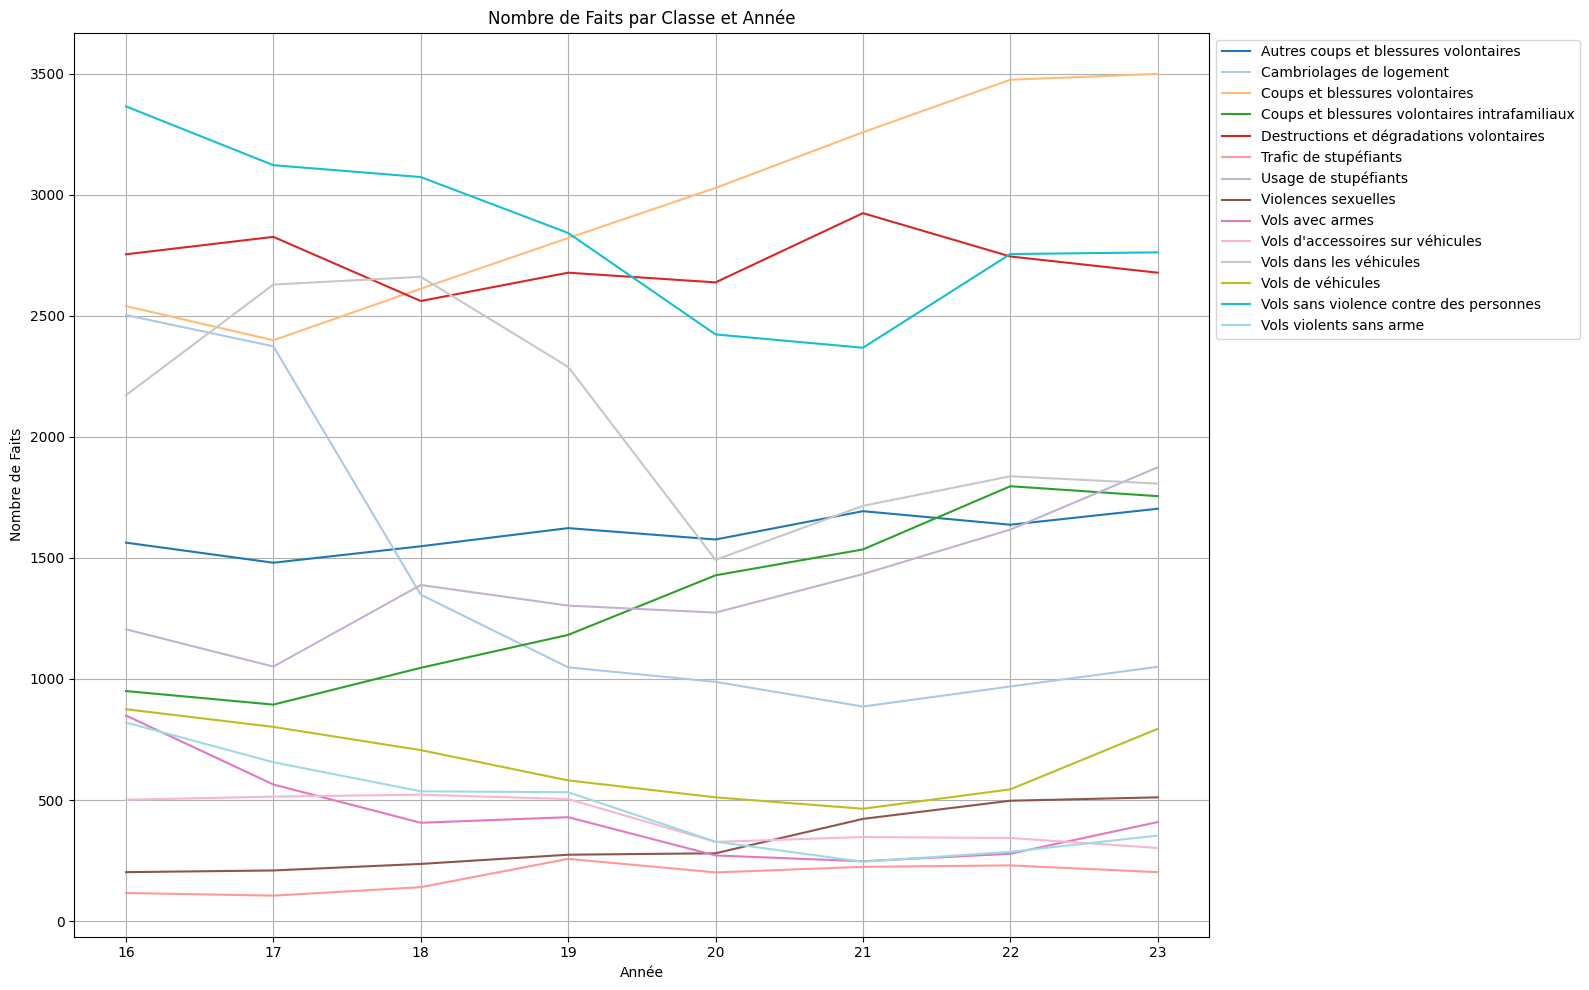 Nombre de Faits par Classe et Année
3500
3000
2500
2000
1500
1000
500
0
Nombre de Faits
16 17 18 19 20 21 22 23
Année
Autres coups et blessures volontaires
Cambriolages de logement
Coups et blessures volontaires
Coups et blessures volontaires intrafamiliaux
Destructions et dégradations volontaires
Trafic de stupéfiants
Usage de stupéfiants
Violences sexuelles
Vols avec armes
Vols d'accessoires sur véhicules
Vols dans les véhicules
Vols de véhicules
Vols sans violence contre des personnes
Vols violents sans arme